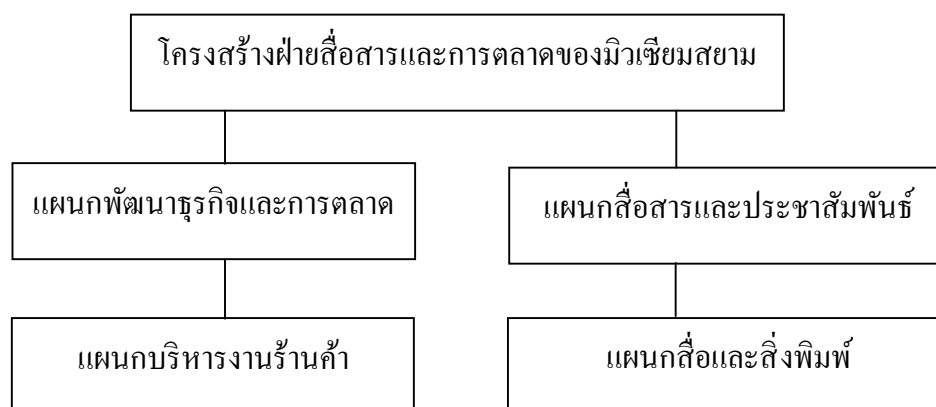 โครงสร้างฝ่ายสื่อสารและการตลาดของมิวเซียมสยาม
แผนกพัฒนาธุรกิจและการตลาด
แผนกสื่อสารและประชาสัมพันธ์
แผนกบริหารงานร้านค้า
แผนกสื่อและสิ่งพิมพ์